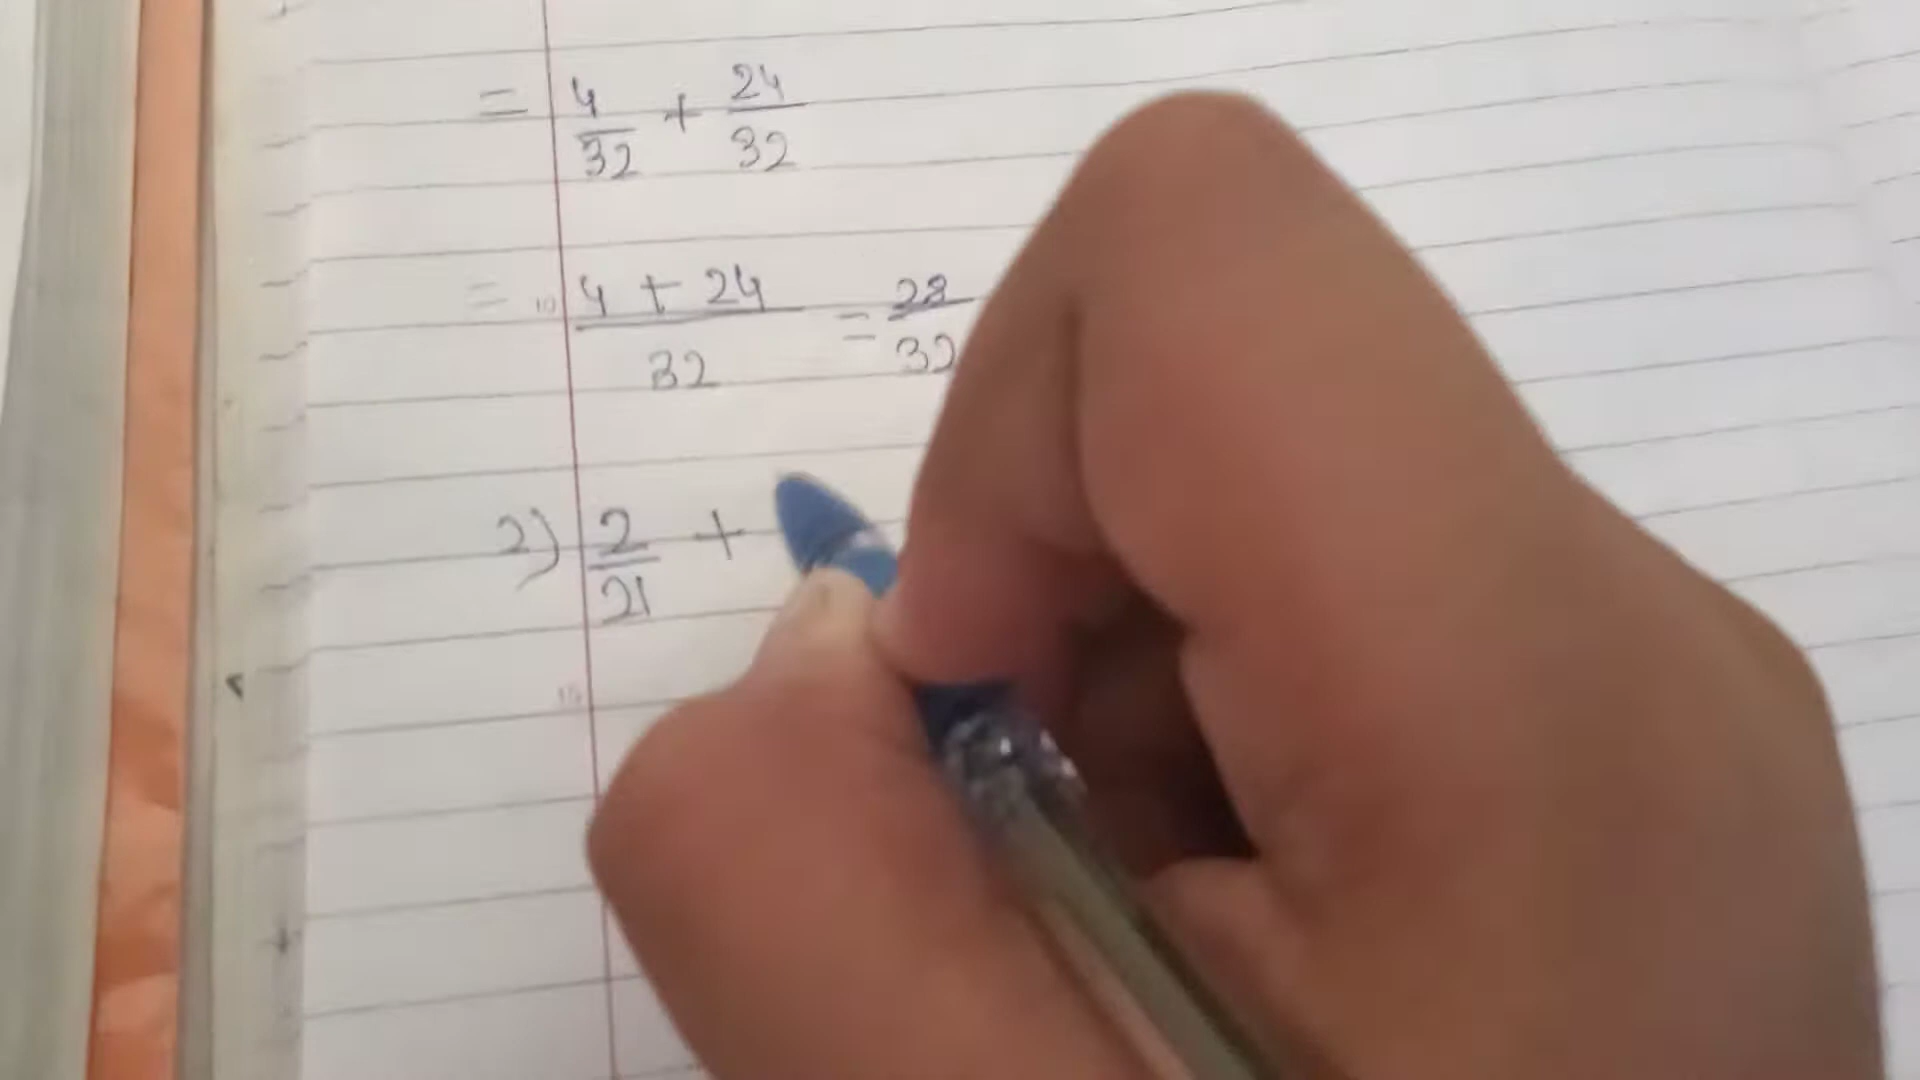 = 4/32 + 24/32
= 4 + 24/32 = 28/32
2) 2/21 +